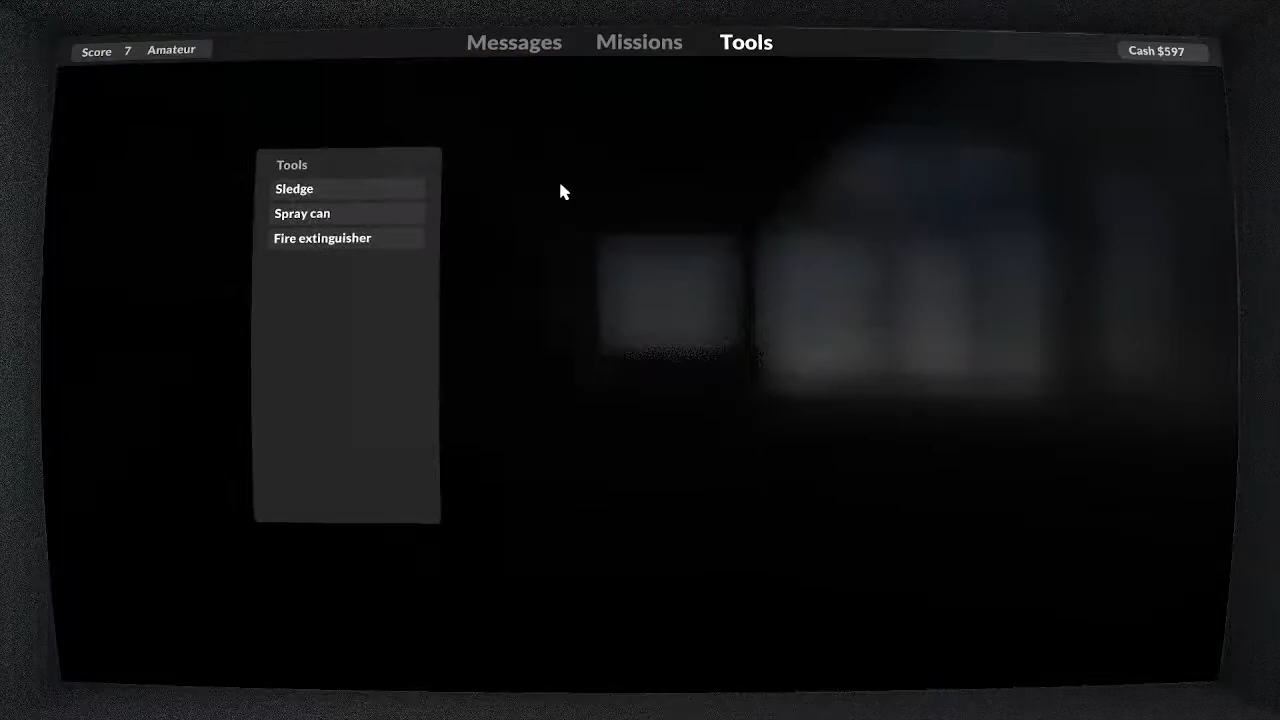 Score 7 Amateur
Messages Missions Tools
Cash $597
Tools
Sledge
Spray can
Fire extinguisher